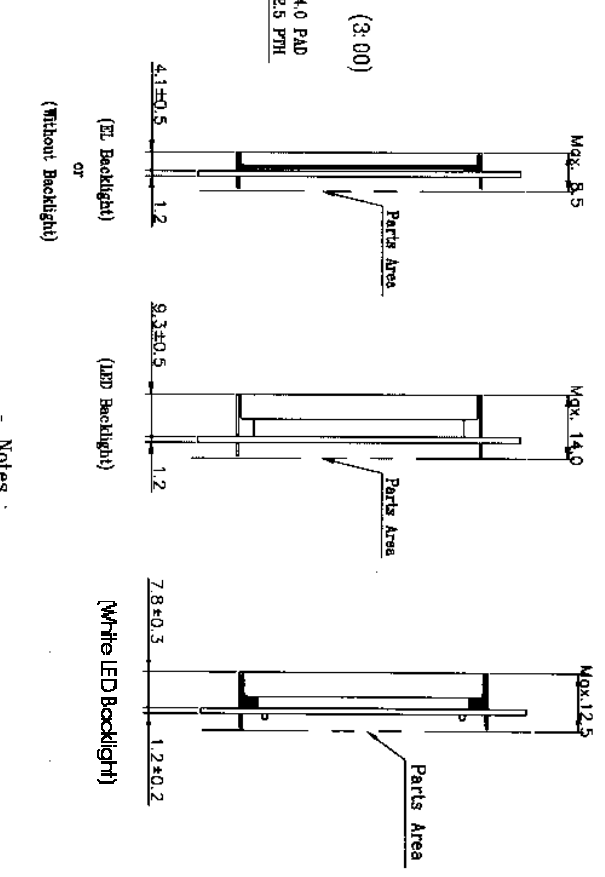 (3.00)
4.0 PAD
2.5 PTH
Max. 8.5
Parts Area
4.1±0.5
1.2
(EL Backlight)
or
(Without Backlight)
Max. 14.0
Parts Area
9.3±0.5
1.2
(LED Backlight)
Notes :
Max.12.5
Parts Area
7.8±0.3
1.2±0.2
(White LED Backlight)